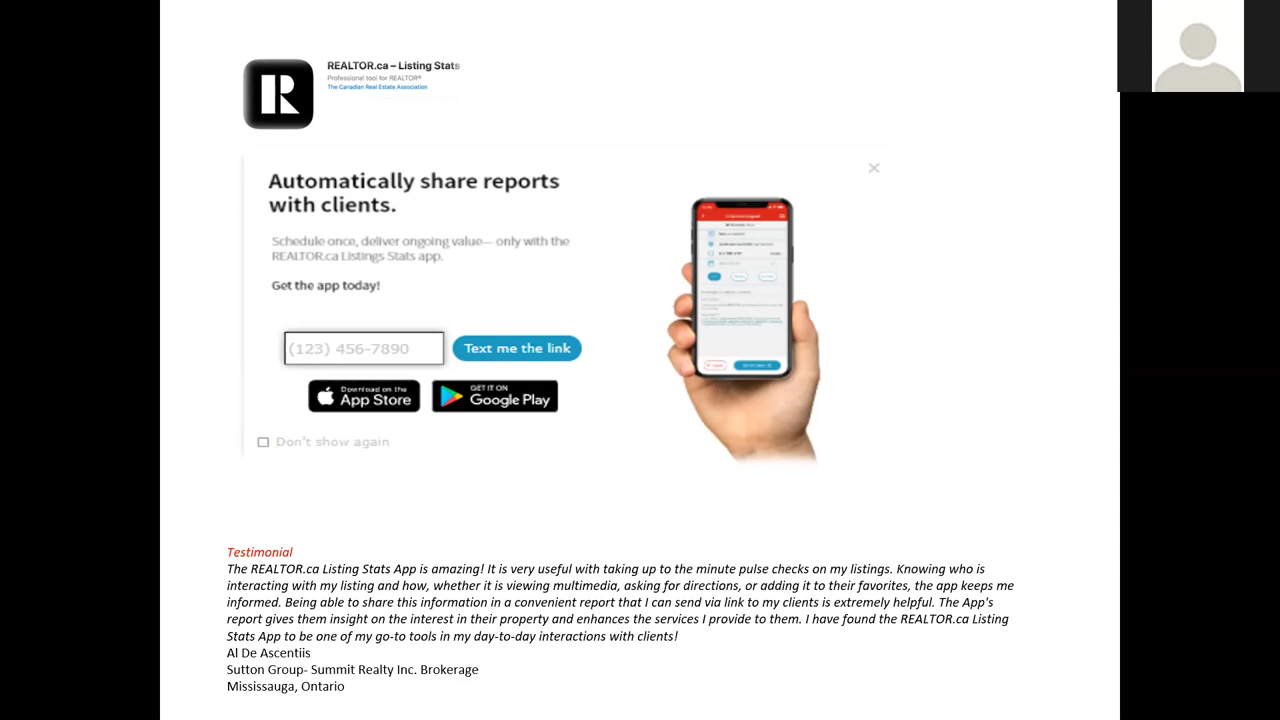 REALTOR.ca – Listing Stats
Professional tool for REALTOR®
The Canadian Real Estate Association
Automatically share reports
with clients.
Schedule once, deliver ongoing value— only with the
REALTOR.ca Listings Stats app.
Get the app today!
(123) 456-7890
Text me the link
Download on the
App Store
GET IT ON
Google Play
Don't show again
Testimonial
The REALTOR.ca Listing Stats App is amazing! It is very useful with taking up to the minute pulse checks on my listings. Knowing who is
interacting with my listing and how, whether it is viewing multimedia, asking for directions, or adding it to their favorites, the app keeps me
informed. Being able to share this information in a convenient report that I can send via link to my clients is extremely helpful. The App's
report gives them insight on the interest in their property and enhances the services I provide to them. I have found the REALTOR.ca Listing
Stats App to be one of my go-to tools in my day-to-day interactions with clients!
Al De Ascentiis
Sutton Group- Summit Realty Inc. Brokerage
Mississauga, Ontario